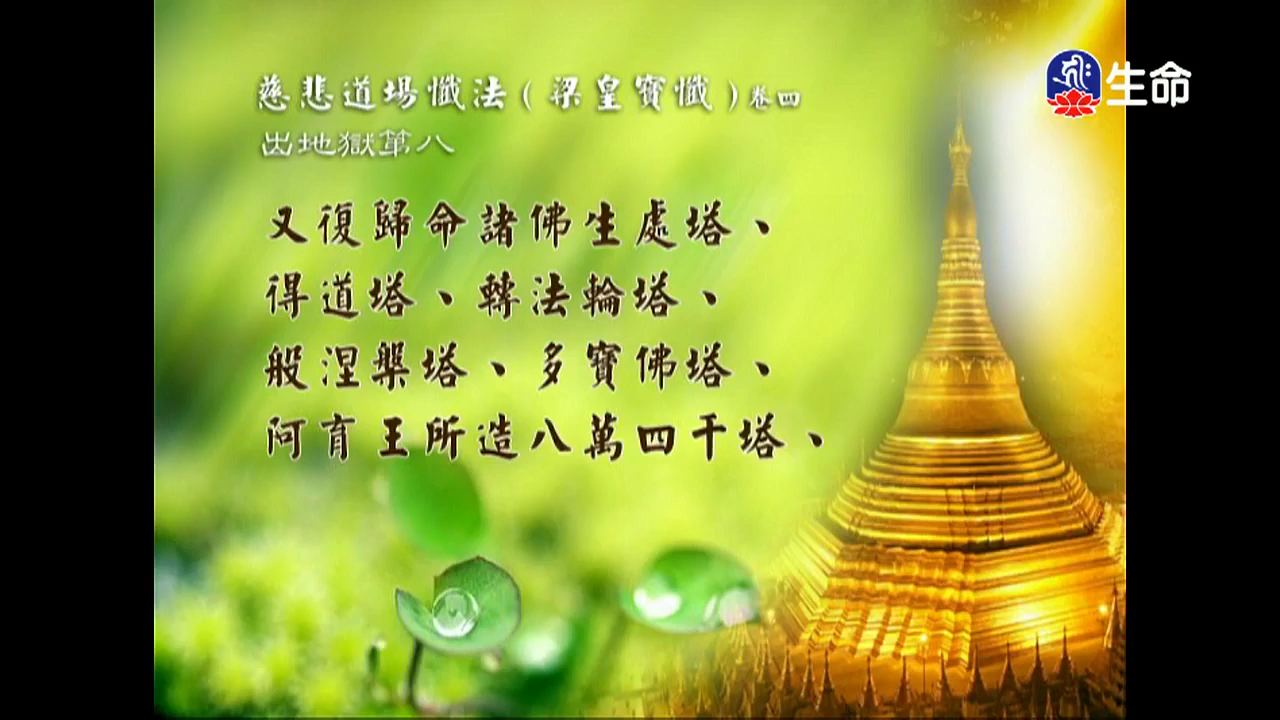 慈悲道場懺法(梁皇寶懺)卷四
出地獄第八
又復歸命諸佛生處塔、
得道塔、轉法輪塔、
般涅槃塔、多寶佛塔、
阿育王所造八萬四千塔、
生命